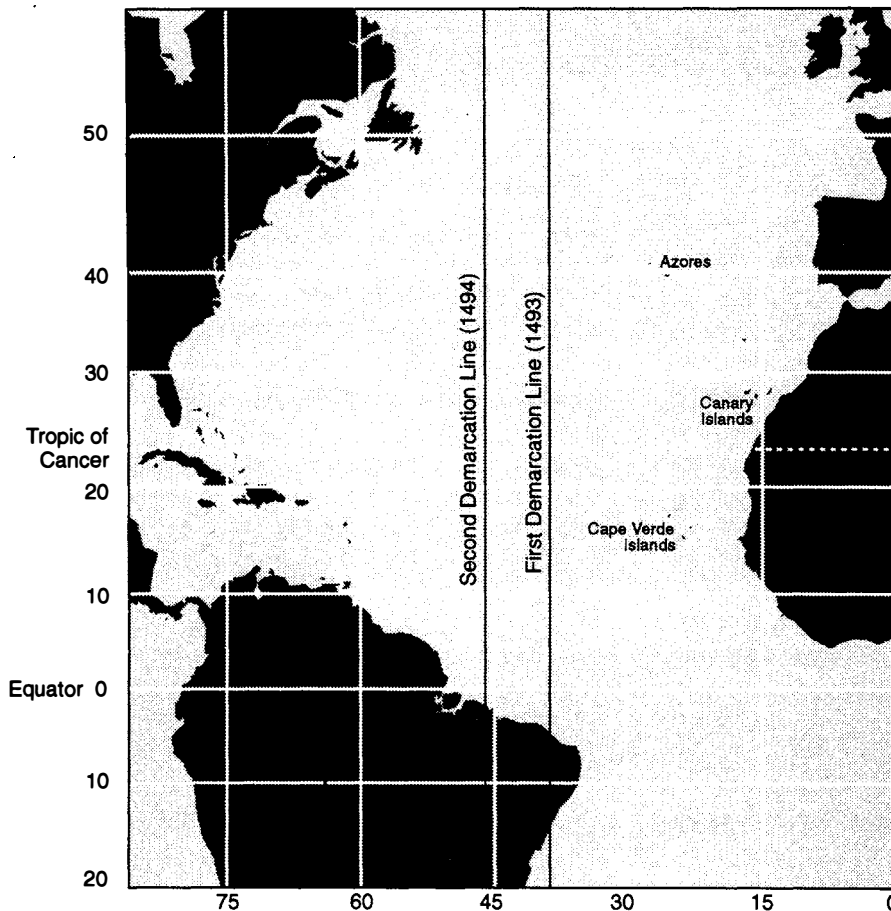 50
40
30
Tropic of
Cancer
20
10
Equator 0
10
20
75
60
45
30
15
0
Second Demarcation Line (1494)
First Demarcation Line (1493)
Azores
Canary
Islands
Cape Verde
Islands